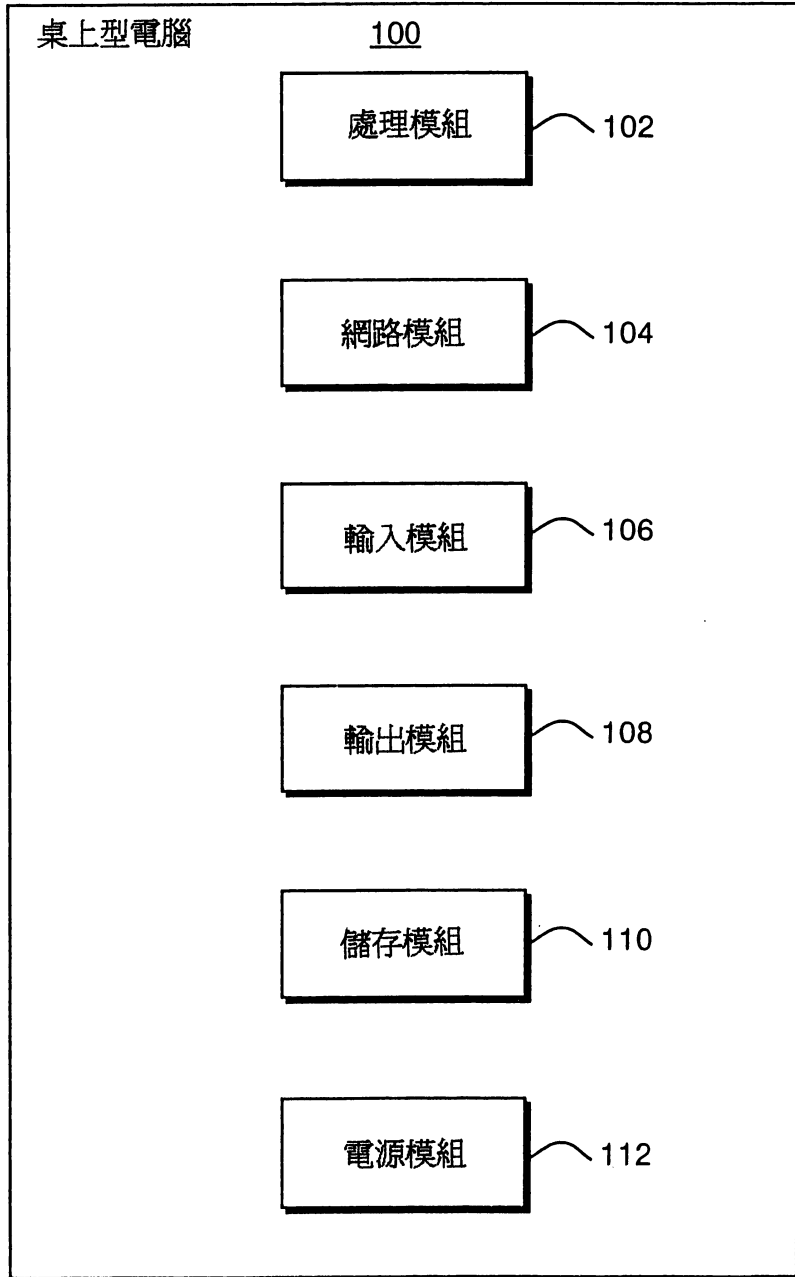 桌上型電腦 100
處理模組 102
網路模組 104
輸入模組 106
輸出模組 108
儲存模組 110
電源模組 112